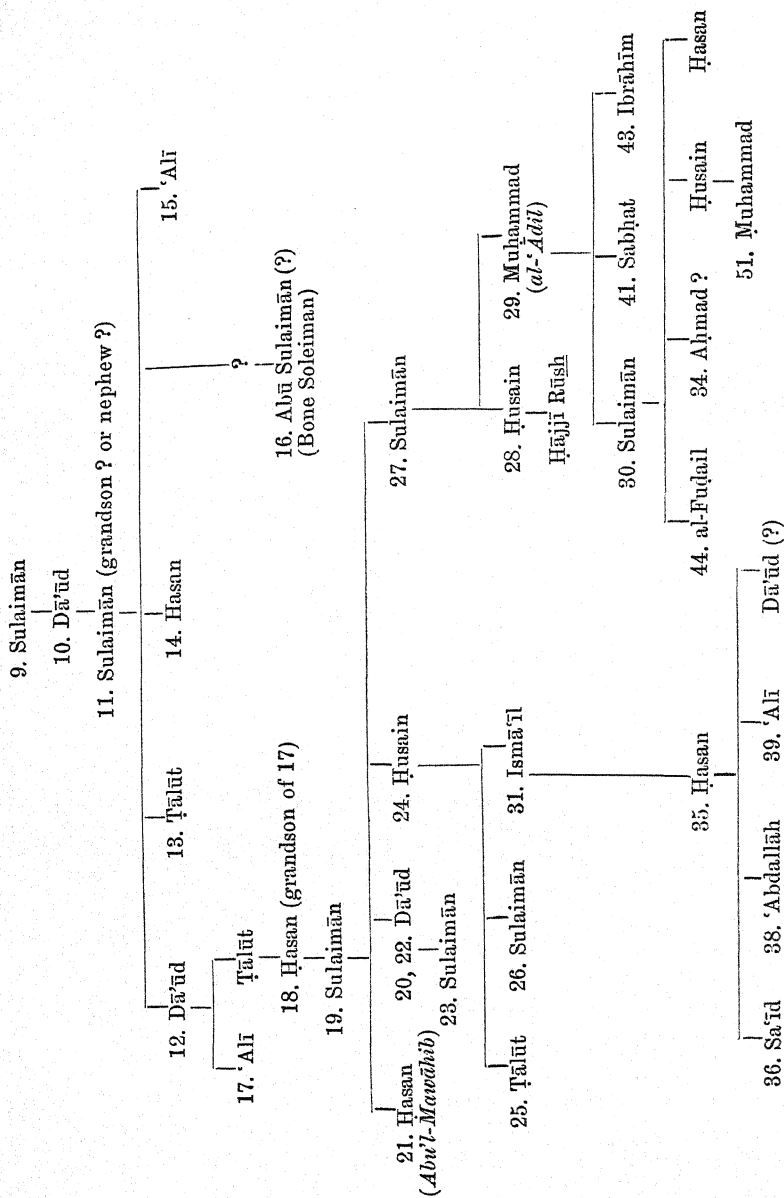 9. Sulaimān
10. Dā’ūd
11. Sulaimān (grandson ? or nephew ?)
12. Dā’ūd
13. Ṭālūt
14. Hasan
15. ‘Alī
17. ‘Alī
Ṭālūt
?
16. Abū Sulaimān (?)
(Bone Soleiman)
18. Ḥasan (grandson of 17)
19. Sulaimān
21. Ḥasan
(Abu’l-Mawāhib)
20, 22. Dā’ūd
24. Ḥusain
27. Sulaimān
23. Sulaimān
25. Ṭālūt
26. Sulaimān
31. Ismā‘īl
28. Ḥusain
29. Muḥammad
(al-‘Ādil)
Ḥājjī Rūsh
30. Sulaimān
41. Sabhat
43. Ibrāhīm
35. Ḥasan
44. al-Fuḍail
34. Aḥmad ?
Ḥusain
Ḥasan
36. Sa‘īd
38. ‘Abdallāh
39. ‘Alī
Dā’ūd (?)
51. Ṃuhammad